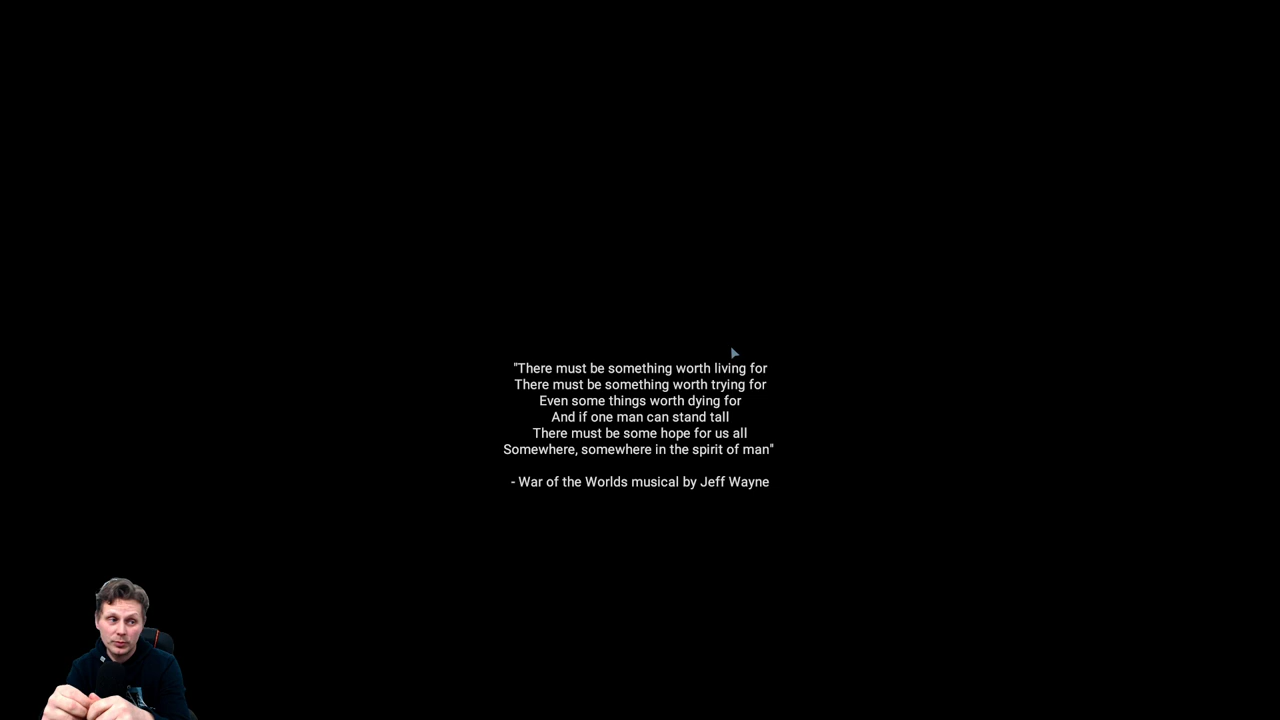 "There must be something worth living for
There must be something worth trying for
Even some things worth dying for
And if one man can stand tall
There must be some hope for us all
Somewhere, somewhere in the spirit of man"
- War of the Worlds musical by Jeff Wayne